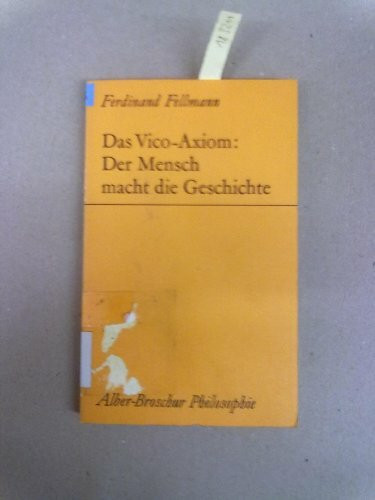 Ferdinand Fellmann
Das Vico-Axiom:
Der Mensch
macht die Geschichte
Alber-Broschur Philosophie